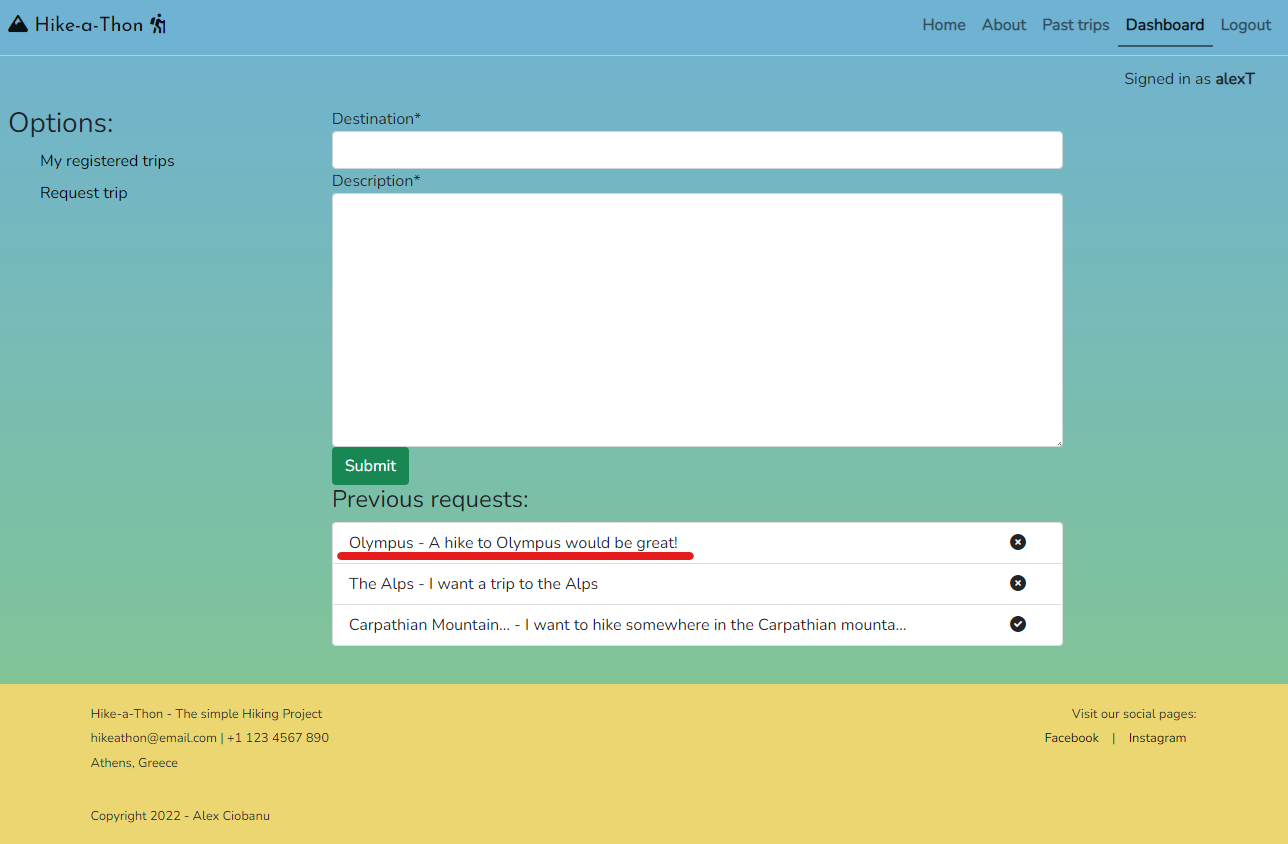 Hike-a-Thon
Home About Past trips Dashboard Logout
Signed in as alexT
Options:
My registered trips
Request trip
Destination*
Description*
Submit
Previous requests:
Olympus - A hike to Olympus would be great!
The Alps - I want a trip to the Alps
Carpathian Mountain... - I want to hike somewhere in the Carpathian mounta...
Hike-a-Thon - The simple Hiking Project
hikeathon@email.com | +1 123 4567 890
Athens, Greece
Copyright 2022 - Alex Ciobanu
Visit our social pages:
Facebook | Instagram